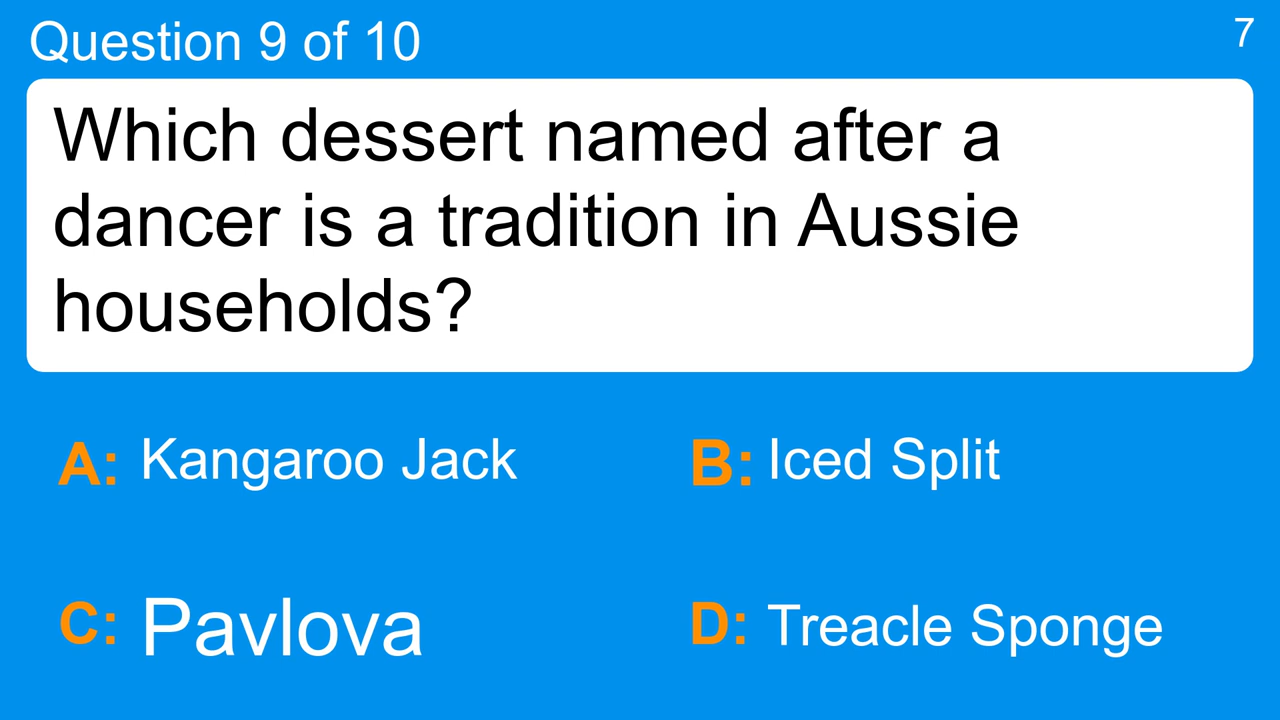 Question 9 of 10
7
Which dessert named after a
dancer is a tradition in Aussie
households?
A: Kangaroo Jack
B: Iced Split
C: Pavlova
D: Treacle Sponge